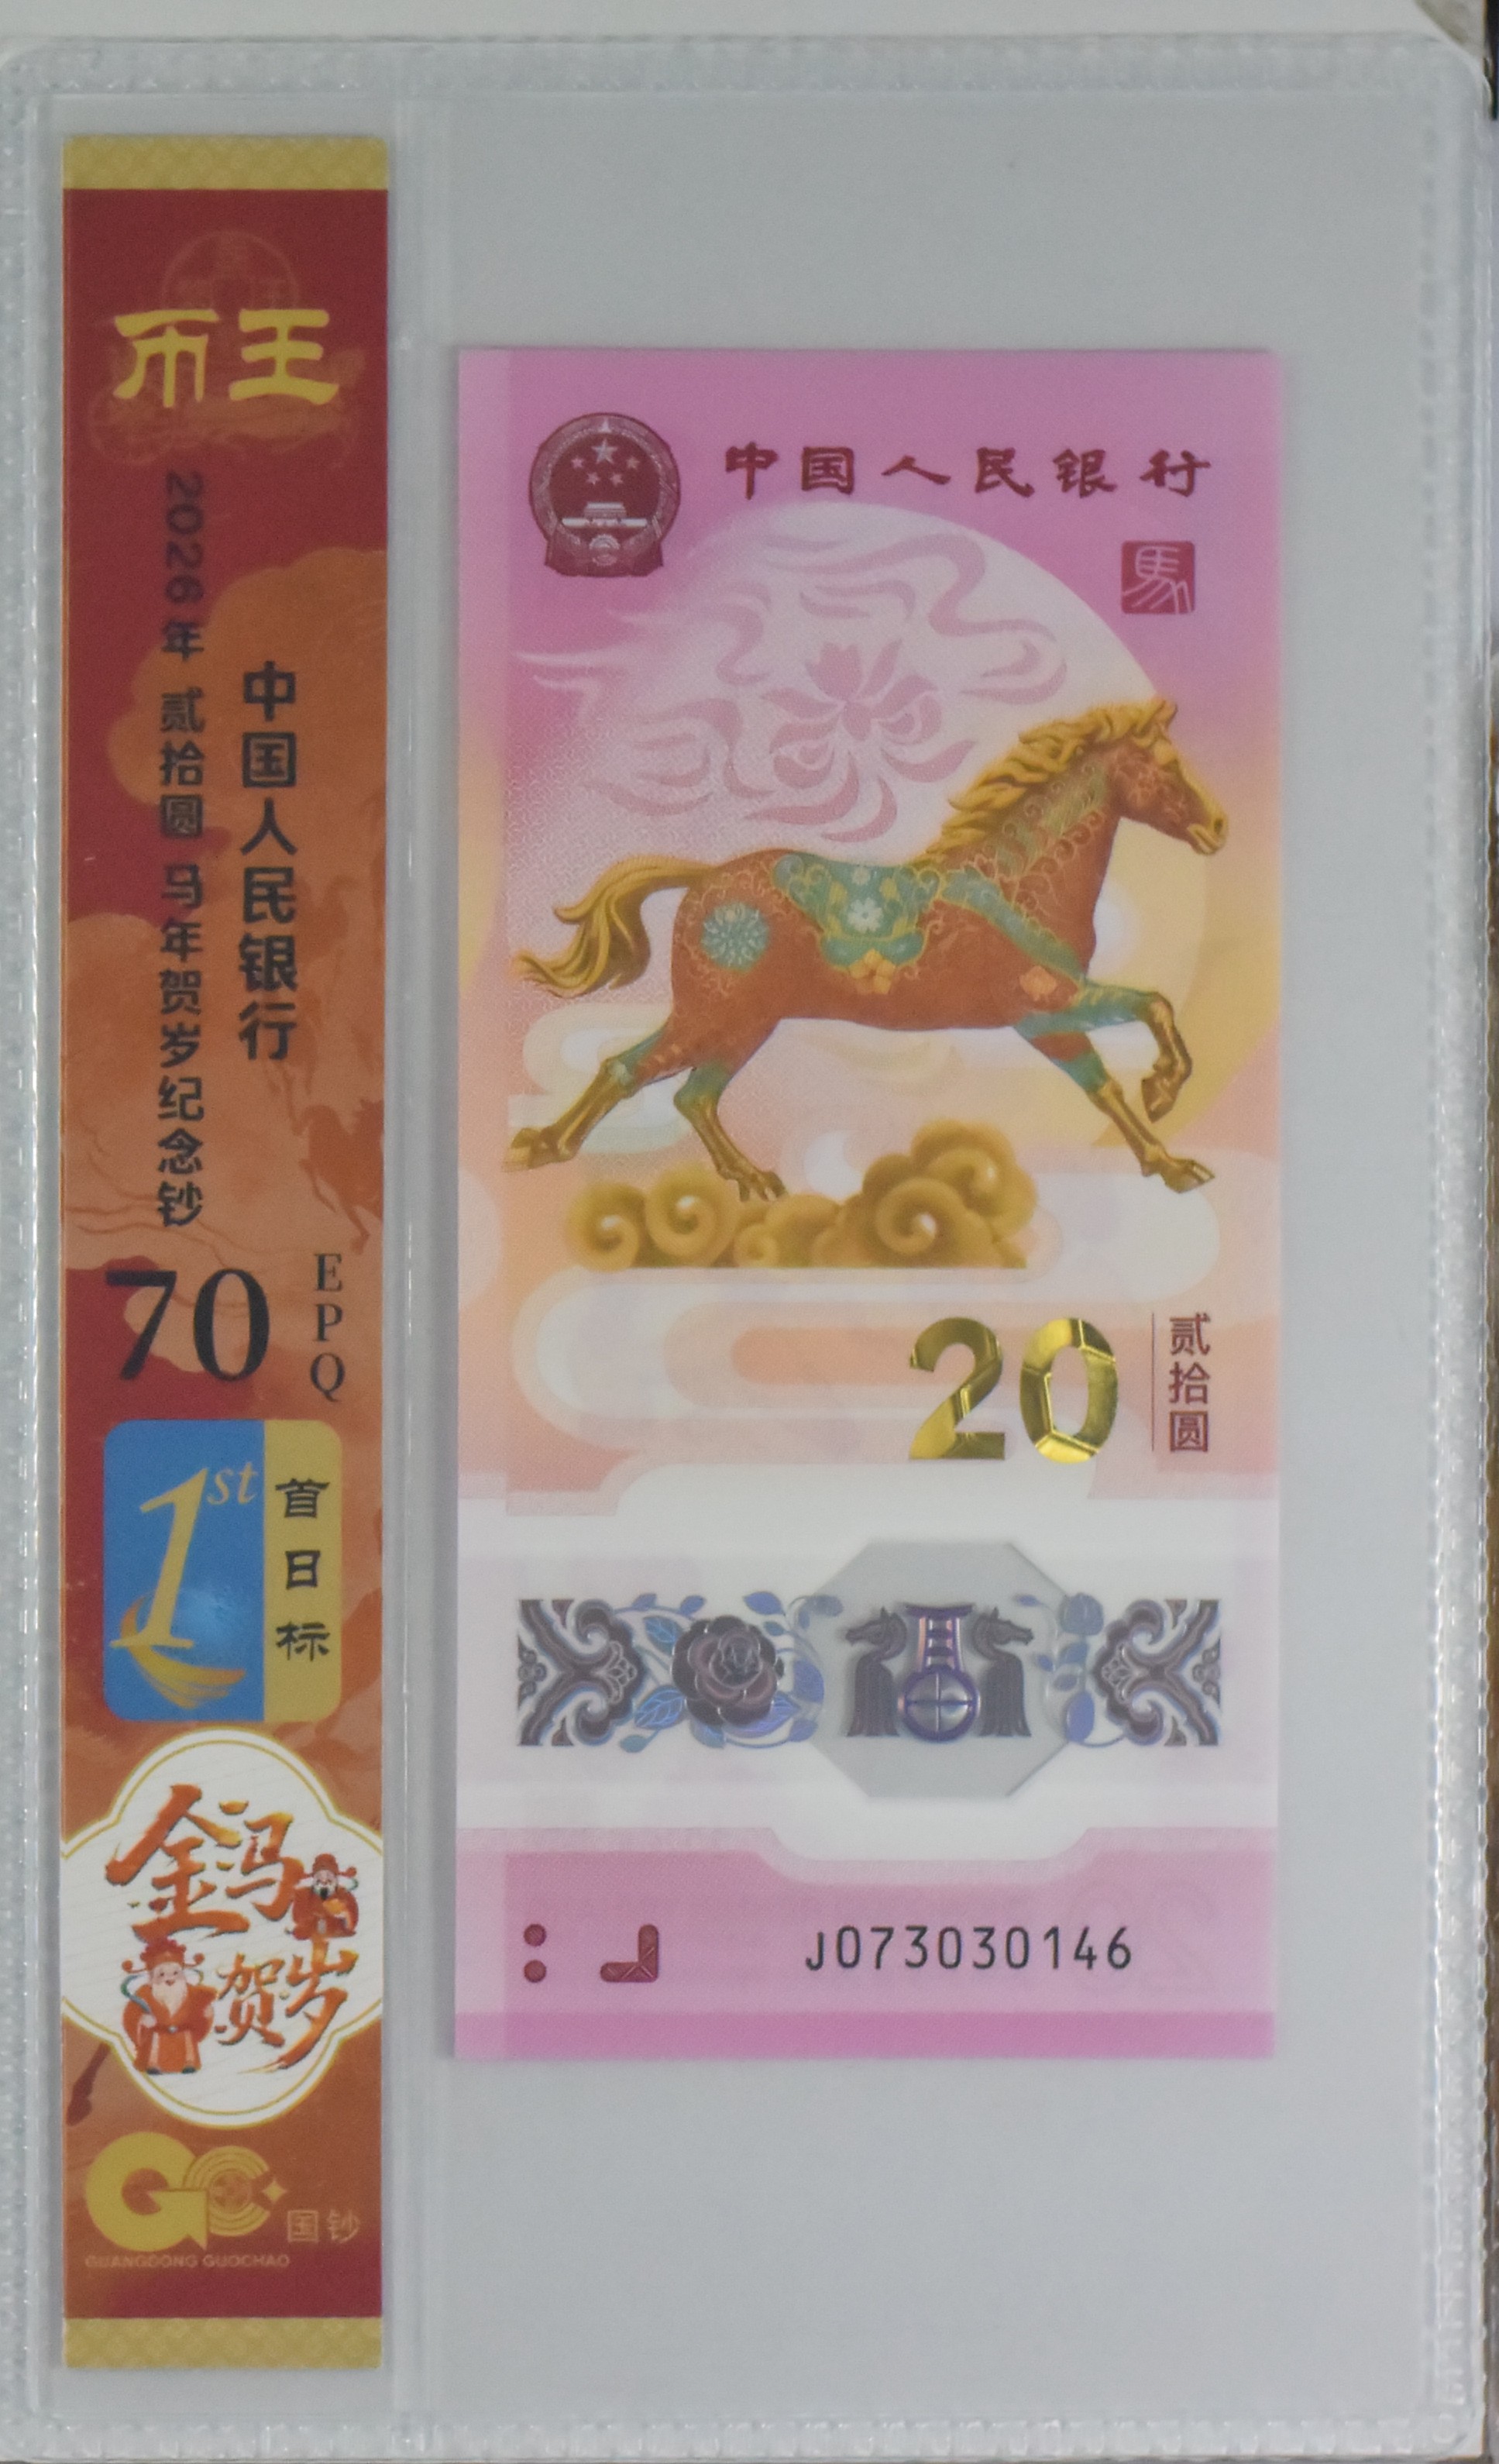 币王
中国人民银行
2026年 贰拾圆 马年贺岁纪念钞
70
EPQ
1st
首日标
金马
贺岁
GC
国钞
GUANGDONG GUOCHAO
中国人民银行
馬
20
贰拾圆
J073030146